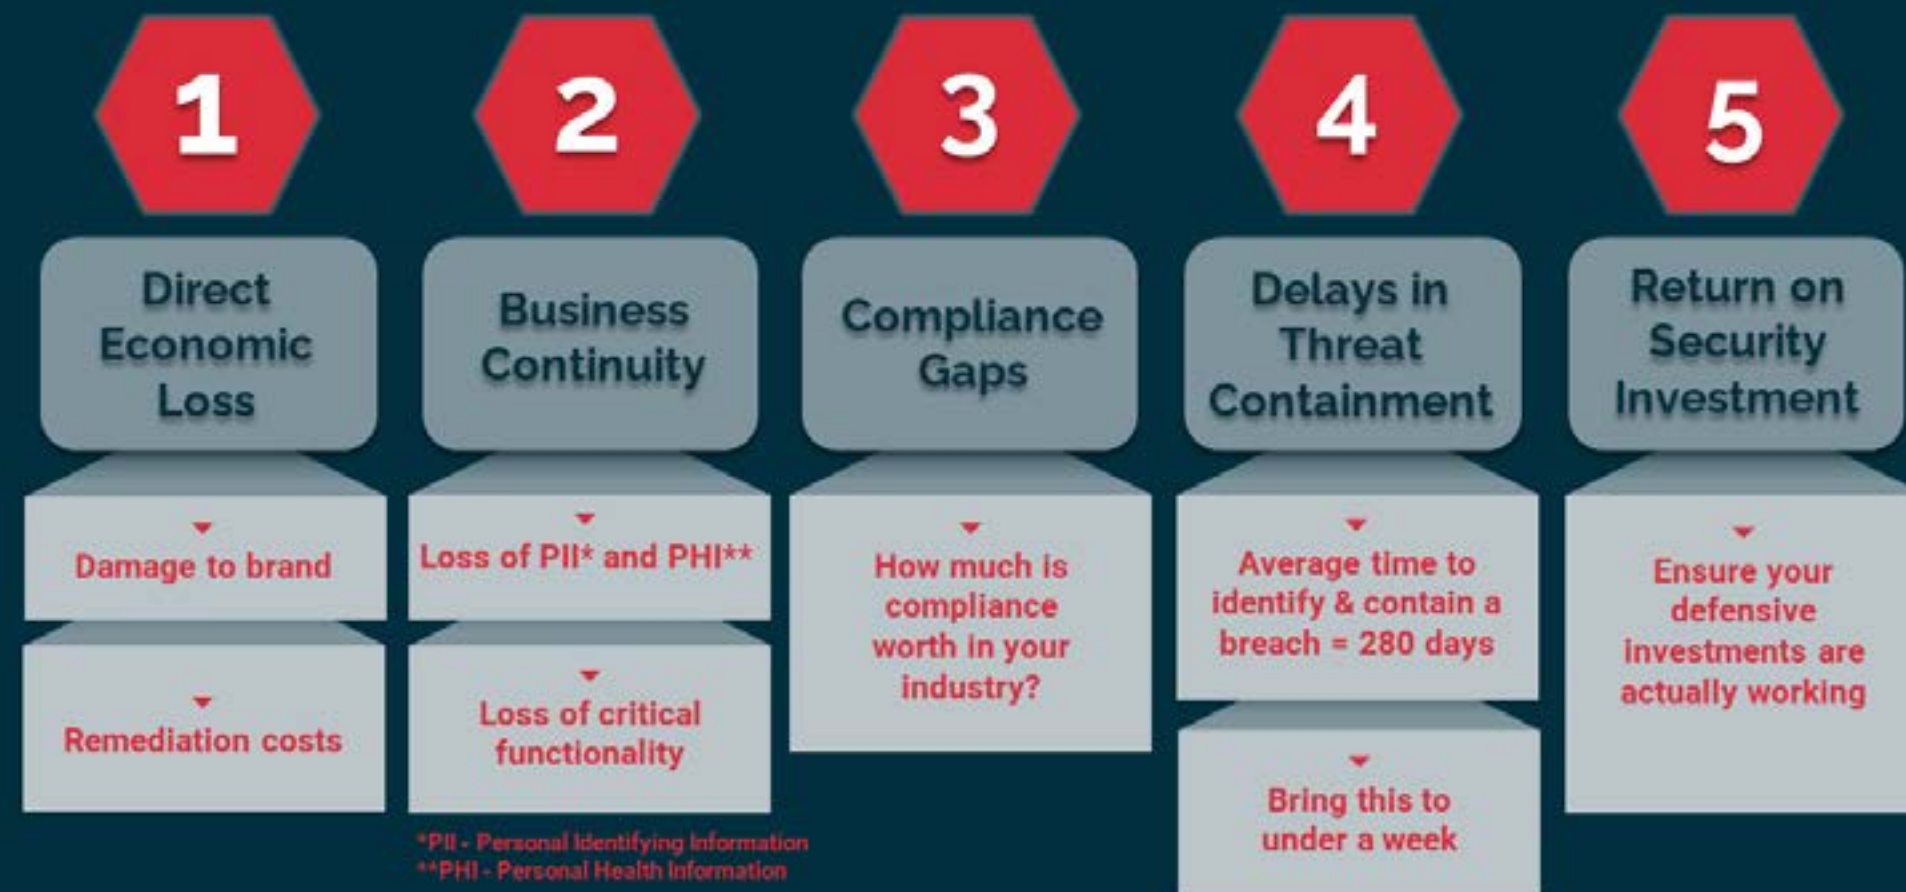 1
Direct
Economic
Loss
Damage to brand
Remediation costs
2
Business
Continuity
Loss of PII* and PHI**
Loss of critical
functionality
*PII - Personal Identifying Information
**PHI - Personal Health Information
3
Compliance
Gaps
How much is
compliance
worth in your
industry?
4
Delays in
Threat
Containment
Average time to
identify & contain a
breach = 280 days
Bring this to
under a week
5
Return on
Security
Investment
Ensure your
defensive
investments are
actually working